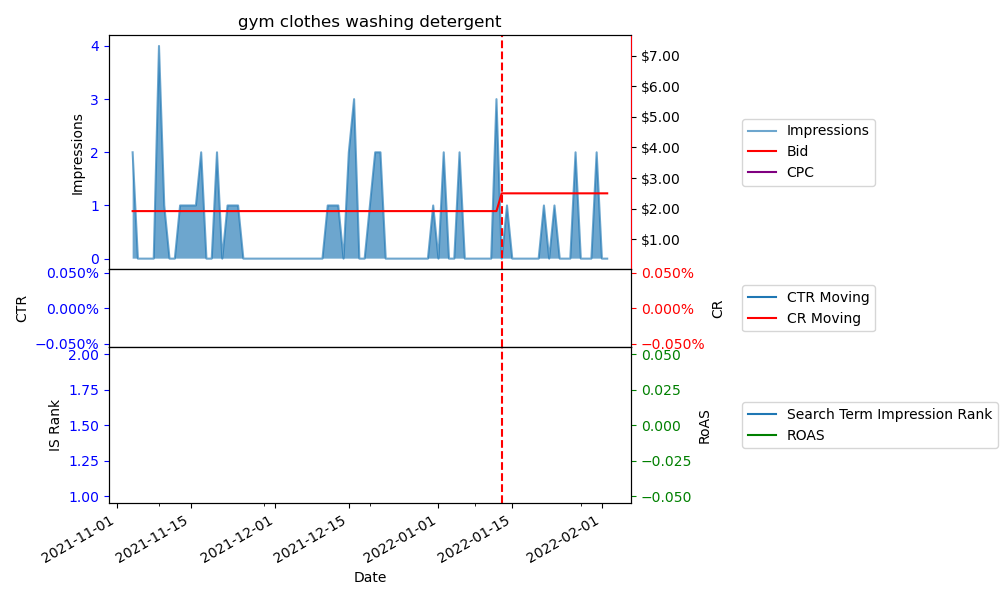 gym clothes washing detergent
4
3
2
1
0
Impressions
$7.00
$6.00
$5.00
$4.00
$3.00
$2.00
$1.00
Impressions
Bid
CPC
0.050%
0.000%
−0.050%
CTR
0.050%
0.000%
−0.050%
CR
CTR Moving
CR Moving
2.00
1.75
1.50
1.25
1.00
IS Rank
0.050
0.025
0.000
−0.025
−0.050
RoAS
Search Term Impression Rank
ROAS
2021-11-01
2021-11-15
2021-12-01
2021-12-15
2022-01-01
2022-01-15
2022-02-01
Date